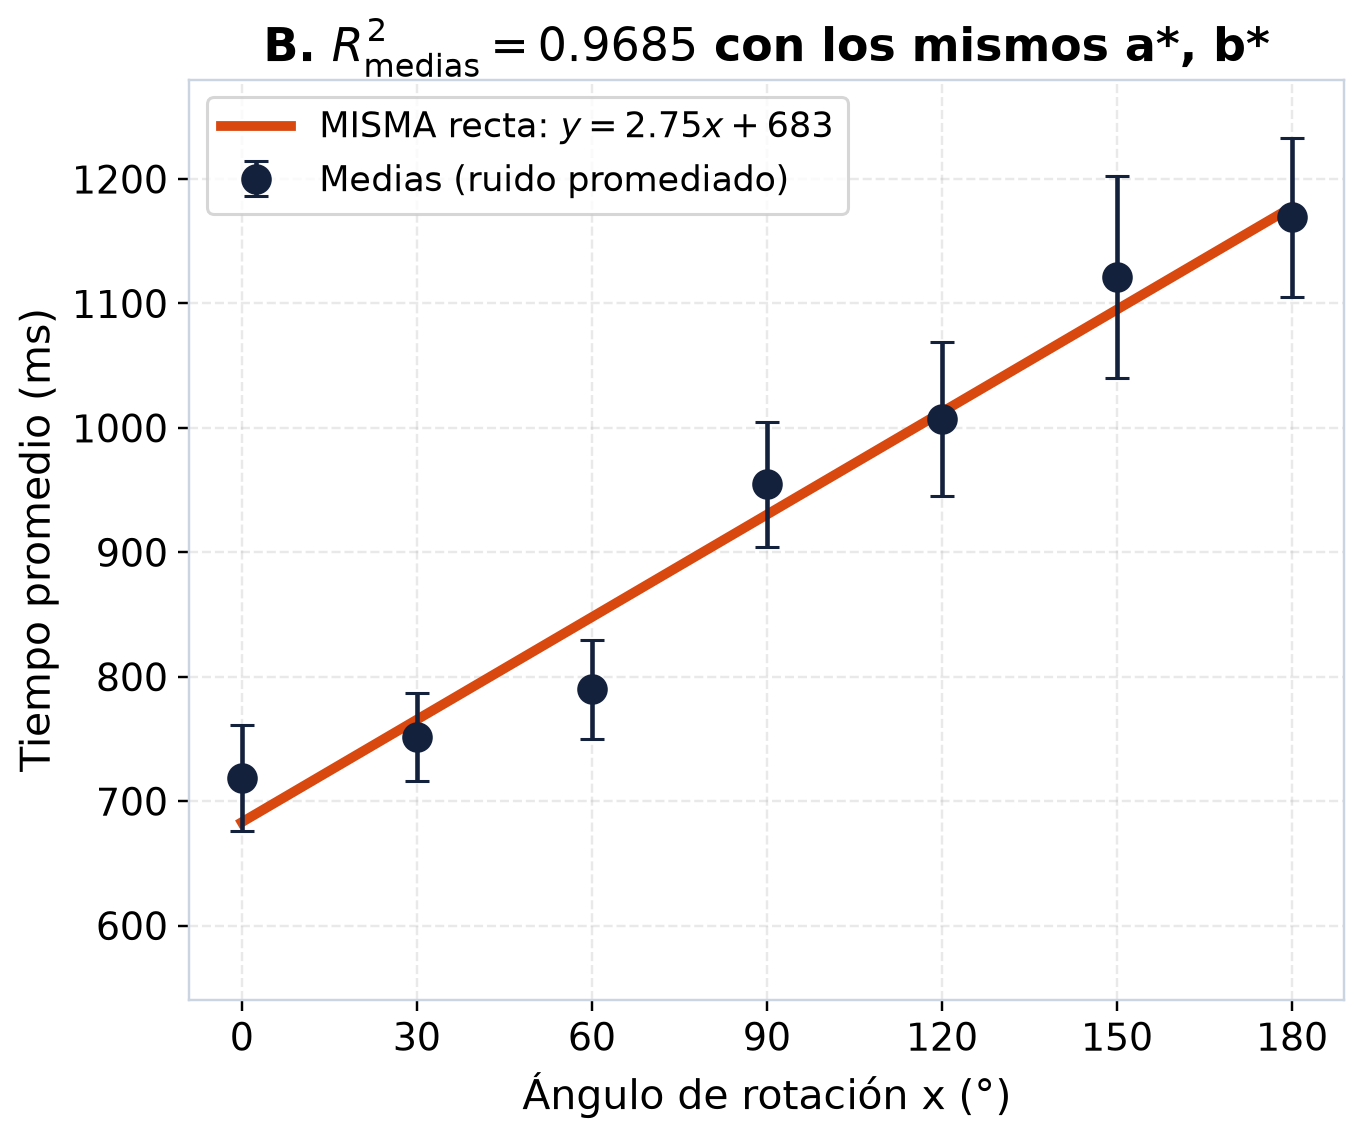 B. R²medias = 0.9685 con los mismos a*, b*
MISMA recta: y = 2.75x + 683
Medias (ruido promediado)
Tiempo promedio (ms)
1200
1100
1000
900
800
700
600
0 30 60 90 120 150 180
Ángulo de rotación x (°)